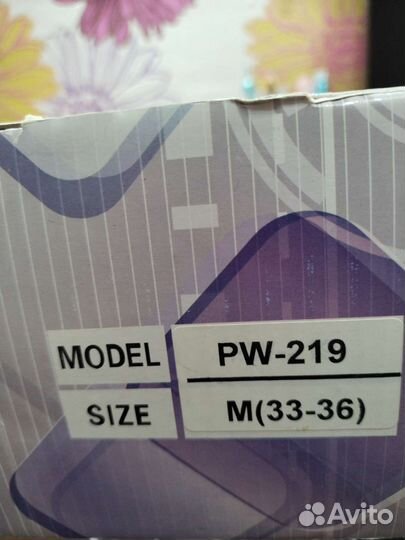 MODEL PW-219
SIZE M(33-36)
Avito